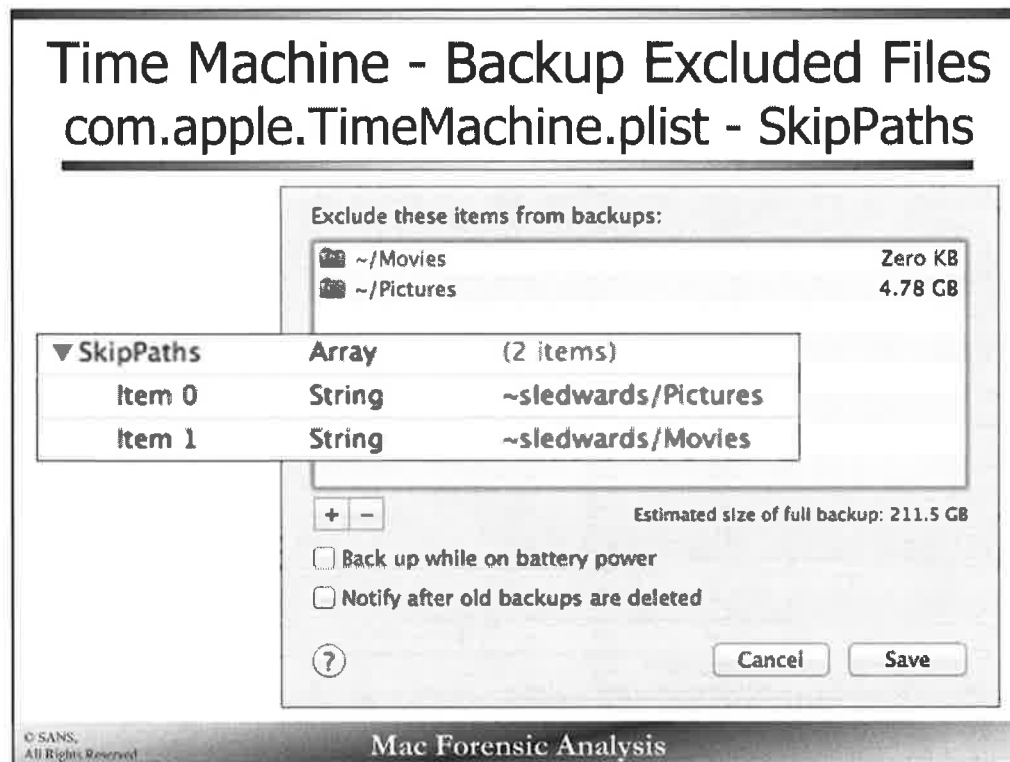 Time Machine - Backup Excluded Files
com.apple.TimeMachine.plist - SkipPaths
Exclude these items from backups:
~/Movies Zero KB
~/Pictures 4.78 GB
SkipPaths Array (2 items)
Item 0 String ~sledwards/Pictures
Item 1 String ~sledwards/Movies
+ -
Estimated size of full backup: 211.5 GB
Back up while on battery power
Notify after old backups are deleted
? Cancel Save
© SANS,
All Rights Reserved
Mac Forensic Analysis